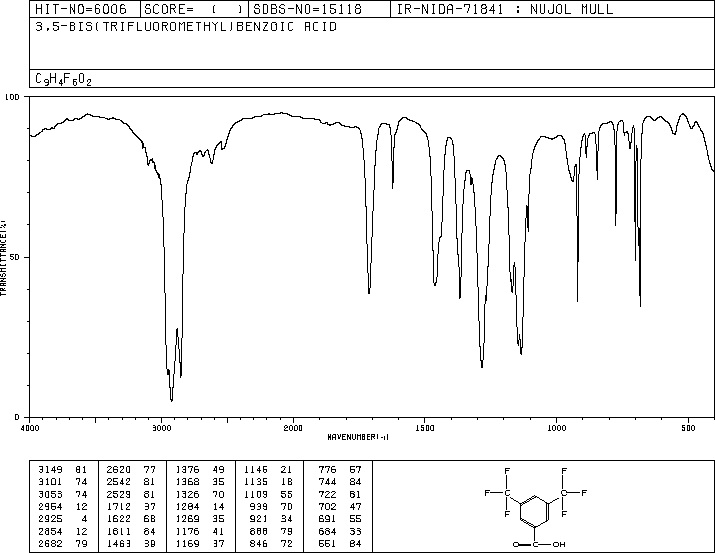 HIT-NO=6006 SCORE= ( ) SDBS-NO=15118 IR-NIDA-71841 : NUJOL MULL
3,5-BIS(TRIFLUOROMETHYL)BENZOIC ACID
C9H4F6O2
100
50
0
TRANSMITTANCE(%)
4000 3000 2000 1500 1000 500
WAVENUMBER(-1)
3149 81 2620 77 1376 49 1146 21 776 57
3101 74 2542 81 1368 35 1135 18 744 84
3053 74 2529 81 1326 70 1109 55 722 81
2954 12 1712 37 1284 14 939 70 702 47
2925 4 1622 68 1269 35 921 34 691 55
2854 12 1611 84 1176 41 888 79 684 33
2682 79 1463 39 1169 37 846 72 551 84
F F
F C C F
F F
O C OH